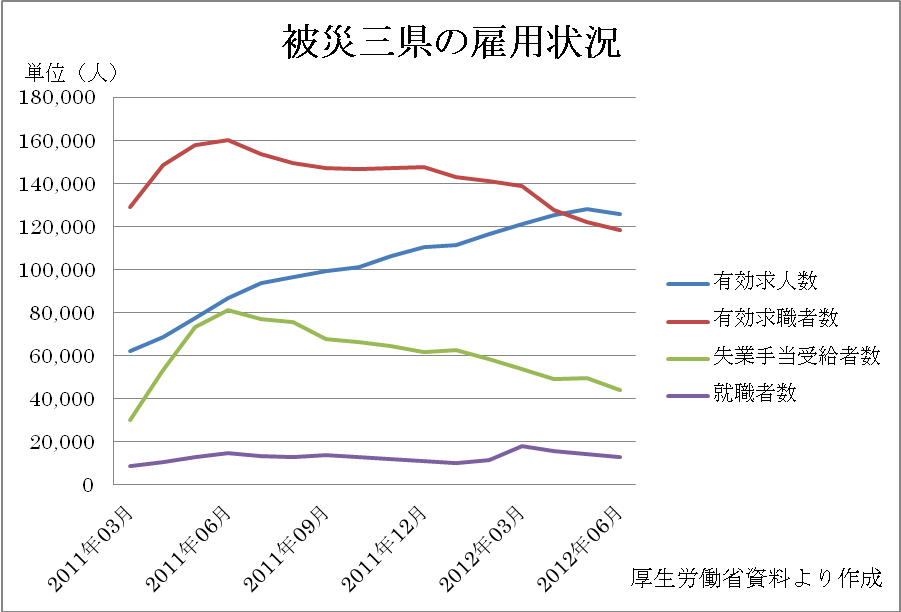 被災三県の雇用状況
単位（人）
180,000
160,000
140,000
120,000
100,000
80,000
60,000
40,000
20,000
0
2011年03月
2011年06月
2011年09月
2011年12月
2012年03月
2012年06月
有効求人数
有効求職者数
失業手当受給者数
就職者数
厚生労働省資料より作成